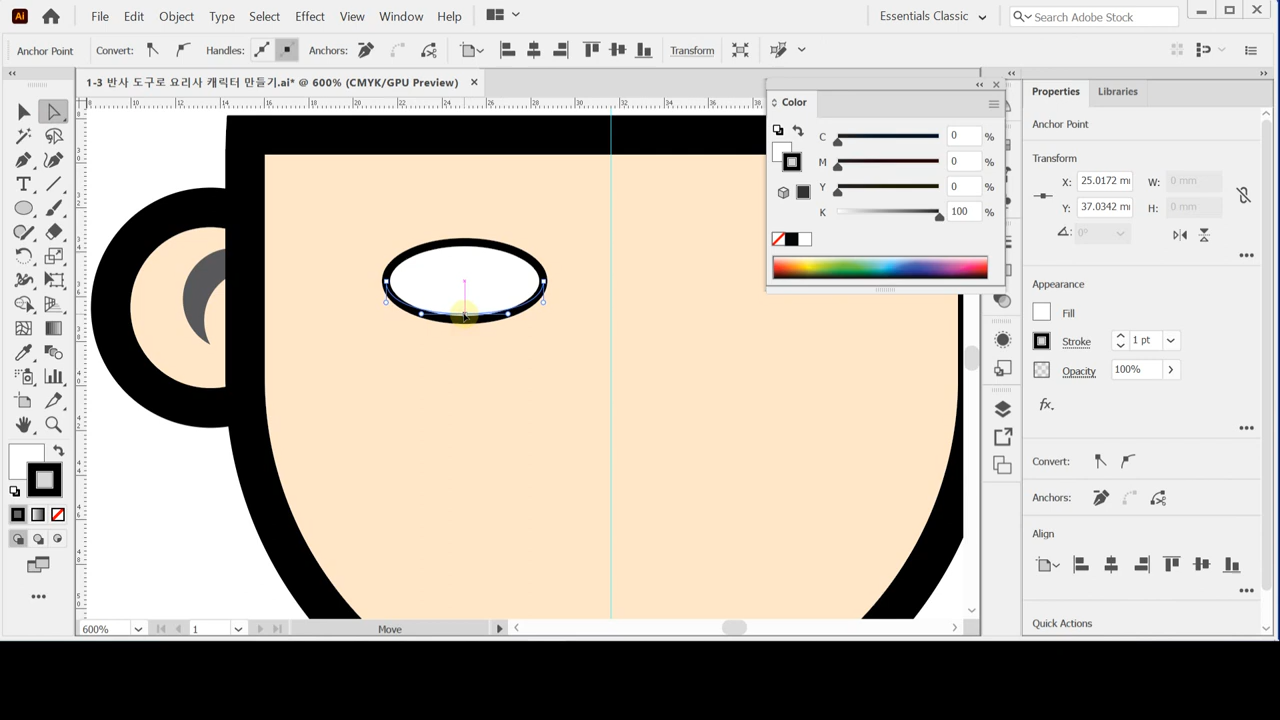 Ai
File Edit Object Type Select Effect View Window Help
Essentials Classic
Search Adobe Stock
Anchor Point Convert: Handles: Anchors: Transform
1-3 반사 도구로 요리사 캐릭터 만들기.ai* @ 600% (CMYK/GPU Preview)
Color
C 0 %
M 0 %
Y 0 %
K 100 %
Properties Libraries
Anchor Point
Transform
X: 25.0172 m W: 0 mm
Y: 37.0342 m H: 0 mm
0°
Appearance
Fill
Stroke 1 pt
Opacity 100%
fx.
Convert:
Anchors:
Align
Quick Actions
600% 1 Move